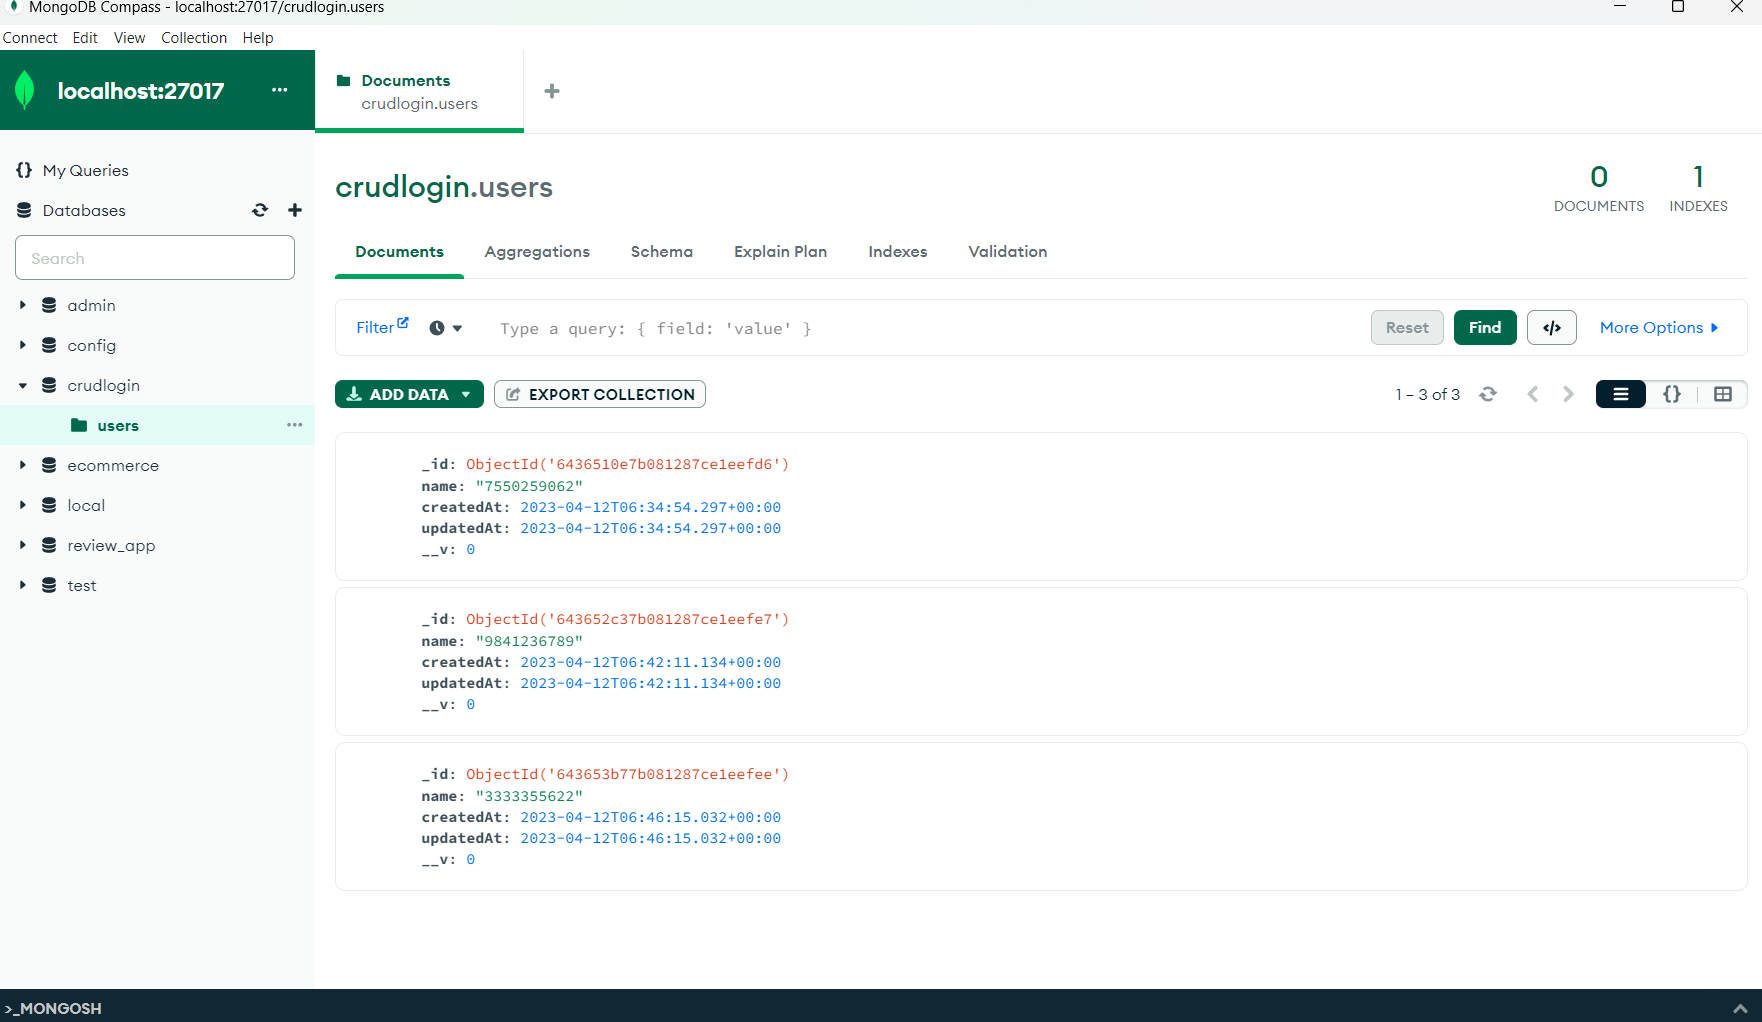 MongoDB Compass - localhost:27017/crudlogin.users
Connect Edit View Collection Help
localhost:27017 ...
Documents
crudlogin.users
+
{} My Queries
Databases
Search
admin
config
crudlogin
users ...
ecommerce
local
review_app
test
crudlogin.users
0
DOCUMENTS
1
INDEXES
Documents Aggregations Schema Explain Plan Indexes Validation
Filter Type a query: { field: 'value' } Reset Find </> More Options
ADD DATA EXPORT COLLECTION 1 – 3 of 3 {}
_id: ObjectId('6436510e7b081287ce1eefd6')
name: "7550259062"
createdAt: 2023-04-12T06:34:54.297+00:00
updatedAt: 2023-04-12T06:34:54.297+00:00
__v: 0
_id: ObjectId('643652c37b081287ce1eefe7')
name: "9841236789"
createdAt: 2023-04-12T06:42:11.134+00:00
updatedAt: 2023-04-12T06:42:11.134+00:00
__v: 0
_id: ObjectId('643653b77b081287ce1eefee')
name: "3333355622"
createdAt: 2023-04-12T06:46:15.032+00:00
updatedAt: 2023-04-12T06:46:15.032+00:00
__v: 0
>_MONGOSH